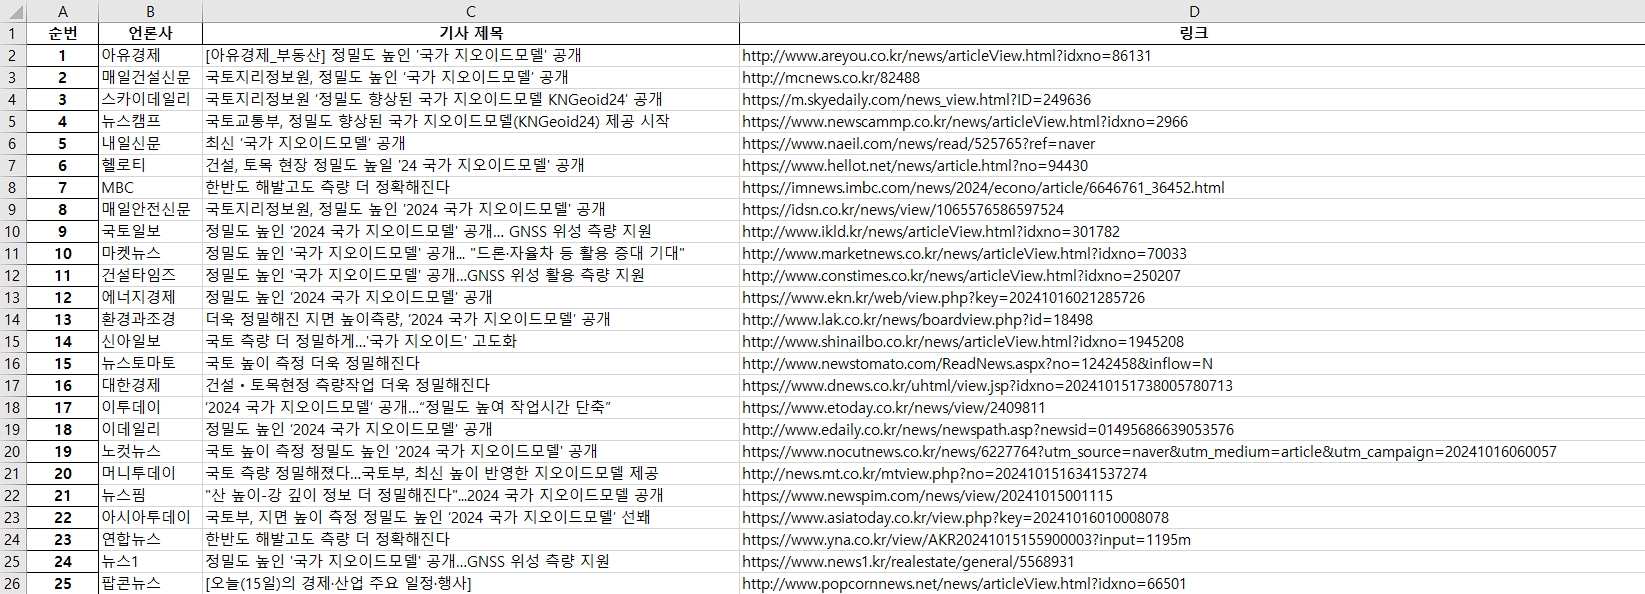 A B C D
1 순번 언론사 기사 제목 링크
2 1 아유경제 [아유경제_부동산] 정밀도 높인 '국가 지오이드모델' 공개 http://www.areyou.co.kr/news/articleView.html?idxno=86131
3 2 매일건설신문 국토지리정보원, 정밀도 높인 ‘국가 지오이드모델’ 공개 http://mcnews.co.kr/82488
4 3 스카이데일리 국토지리정보원 ‘정밀도 향상된 국가 지오이드모델 KNGeoid24’ 공개 https://m.skyedaily.com/news_view.html?ID=249636
5 4 뉴스캠프 국토교통부, 정밀도 향상된 국가 지오이드모델(KNGeoid24) 제공 시작 https://www.newscammp.co.kr/news/articleView.html?idxno=2966
6 5 내일신문 최신 ‘국가 지오이드모델’ 공개 https://www.naeil.com/news/read/525765?ref=naver
7 6 헬로티 건설, 토목 현장 정밀도 높일 '24 국가 지오이드모델' 공개 https://www.hellot.net/news/article.html?no=94430
8 7 MBC 한반도 해발고도 측량 더 정확해진다 https://imnews.imbc.com/news/2024/econo/article/6646761_36452.html
9 8 매일안전신문 국토지리정보원, 정밀도 높인 '2024 국가 지오이드모델' 공개 https://idsn.co.kr/news/view/1065576586597524
10 9 국토일보 정밀도 높인 '2024 국가 지오이드모델' 공개... GNSS 위성 측량 지원 http://www.ikld.kr/news/articleView.html?idxno=301782
11 10 마켓뉴스 정밀도 높인 '국가 지오이드모델' 공개... "드론·자율차 등 활용 증대 기대" http://www.marketnews.co.kr/news/articleView.html?idxno=70033
12 11 건설타임즈 정밀도 높인 '국가 지오이드모델' 공개…GNSS 위성 활용 측량 지원 http://www.constimes.co.kr/news/articleView.html?idxno=250207
13 12 에너지경제 정밀도 높인 ‘2024 국가 지오이드모델’ 공개 https://www.ekn.kr/web/view.php?key=20241016021285726
14 13 환경과조경 더욱 정밀해진 지면 높이측량, ‘2024 국가 지오이드모델’ 공개 http://www.lak.co.kr/news/boardview.php?id=18498
15 14 신아일보 국토 측량 더 정밀하게…'국가 지오이드' 고도화 http://www.shinailbo.co.kr/news/articleView.html?idxno=1945208
16 15 뉴스토마토 국토 높이 측정 더욱 정밀해진다 http://www.newstomato.com/ReadNews.aspx?no=1242458&inflow=N
17 16 대한경제 건설・토목현정 측량작업 더욱 정밀해진다 https://www.dnews.co.kr/uhtml/view.jsp?idxno=202410151738005780713
18 17 이투데이 ‘2024 국가 지오이드모델’ 공개…“정밀도 높여 작업시간 단축” https://www.etoday.co.kr/news/view/2409811
19 18 이데일리 정밀도 높인 ‘2024 국가 지오이드모델’ 공개 http://www.edaily.co.kr/news/newspath.asp?newsid=01495686639053576
20 19 노컷뉴스 국토 높이 측정 정밀도 높인 '2024 국가 지오이드모델' 공개 https://www.nocutnews.co.kr/news/6227764?utm_source=naver&utm_medium=article&utm_campaign=20241016060057
21 20 머니투데이 국토 측량 정밀해졌다…국토부, 최신 높이 반영한 지오이드모델 제공 http://news.mt.co.kr/mtview.php?no=2024101516341537274
22 21 뉴스핌 "산 높이-강 깊이 정보 더 정밀해진다"...2024 국가 지오이드모델 공개 https://www.newspim.com/news/view/20241015001115
23 22 아시아투데이 국토부, 지면 높이 측정 정밀도 높인 ‘2024 국가 지오이드모델’ 선봬 https://www.asiatoday.co.kr/view.php?key=20241016010008078
24 23 연합뉴스 한반도 해발고도 측량 더 정확해진다 https://www.yna.co.kr/view/AKR20241015155900003?input=1195m
25 24 뉴스1 정밀도 높인 '국가 지오이드모델' 공개…GNSS 위성 측량 지원 https://www.news1.kr/realestate/general/5568931
26 25 팝콘뉴스 [오늘(15일)의 경제·산업 주요 일정·행사] http://www.popcornnews.net/news/articleView.html?idxno=66501